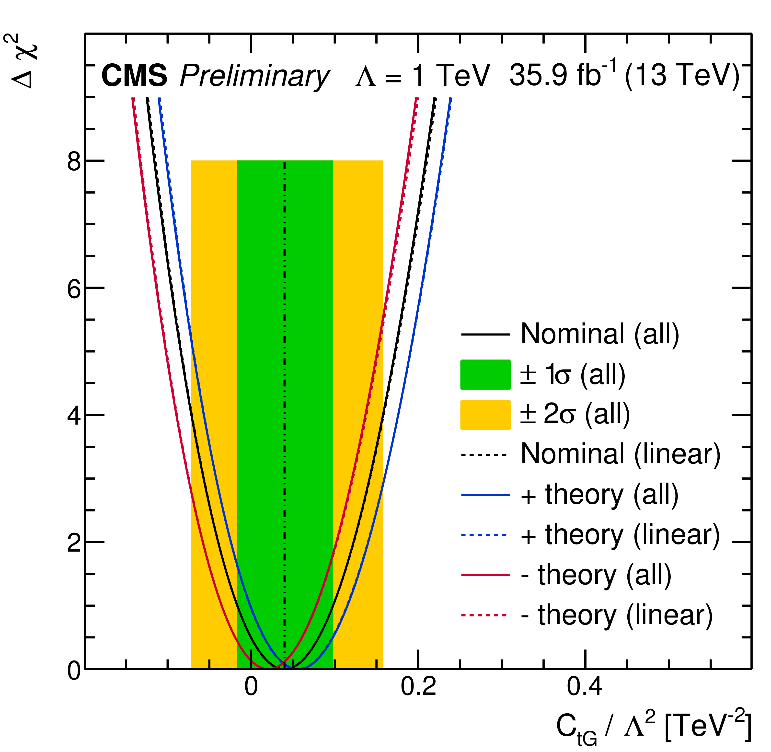 Δ χ²
CMS Preliminary Λ = 1 TeV 35.9 fb⁻¹ (13 TeV)
8
6
4
2
0
Nominal (all)
± 1σ (all)
± 2σ (all)
Nominal (linear)
+ theory (all)
+ theory (linear)
- theory (all)
- theory (linear)
0 0.2 0.4
C_tG / Λ² [TeV⁻²]